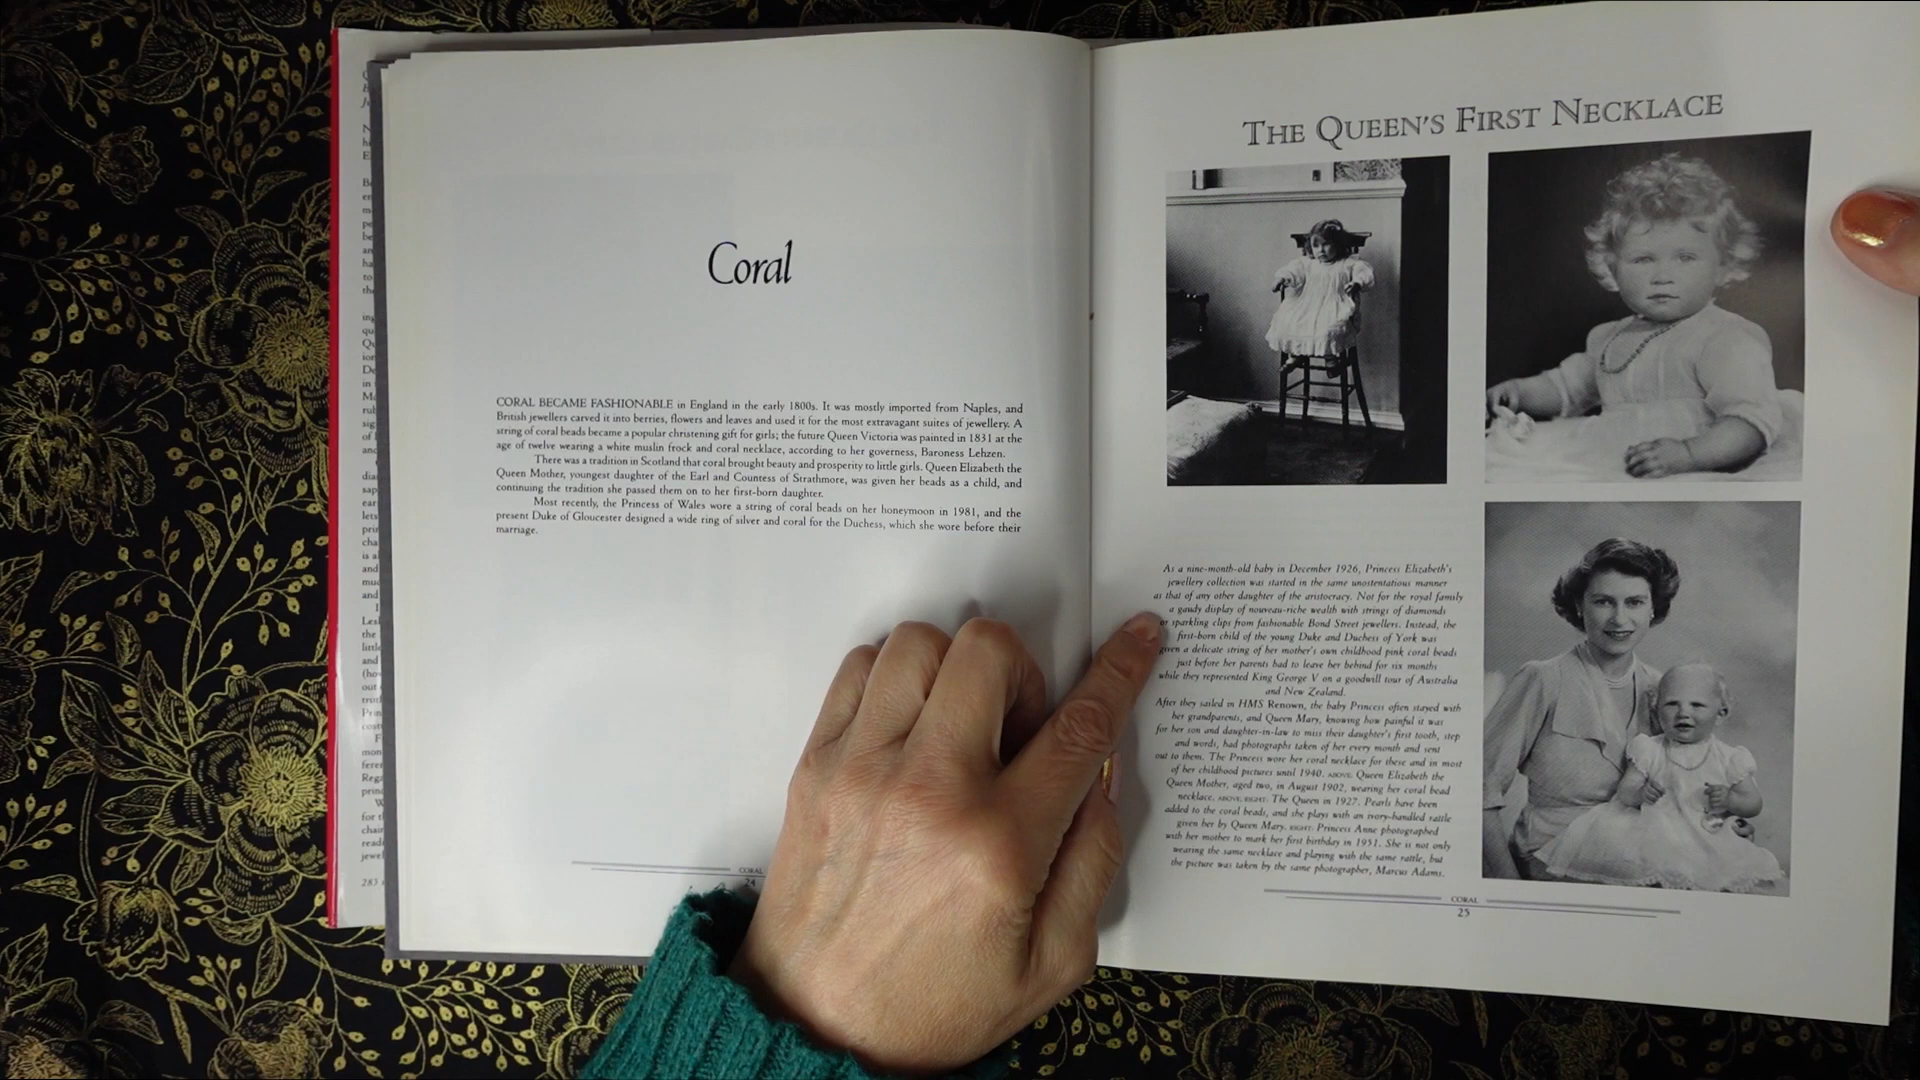 Coral
CORAL BECAME FASHIONABLE in England in the early 1800s. It was mostly imported from Naples, and
British jewellers carved it into berries, flowers and leaves and used it for the most extravagant suites of jewellery. A
string of coral beads became a popular christening gift for girls; the future Queen Victoria was painted in 1831 at the
age of twelve wearing a white muslin frock and coral necklace, according to her governess, Baroness Lehzen.
There was a tradition in Scotland that coral brought beauty and prosperity to little girls. Queen Elizabeth the
Queen Mother, youngest daughter of the Earl and Countess of Strathmore, was given her beads as a child, and
continuing the tradition she passed them on to her first-born daughter.
Most recently, the Princess of Wales wore a string of coral beads on her honeymoon in 1981, and the
present Duke of Gloucester designed a wide ring of silver and coral for the Duchess, which she wore before their
marriage.
CORAL
24
THE QUEEN'S FIRST NECKLACE
As a nine-month-old baby in December 1926, Princess Elizabeth's
jewellery collection was started in the same unostentatious manner
as that of any other daughter of the aristocracy. Not for the royal family
a gaudy display of nouveau-riche wealth with strings of diamonds
or sparkling clips from fashionable Bond Street jewellers. Instead, the
first-born child of the young Duke and Duchess of York was
given a delicate string of her mother's own childhood pink coral beads
just before her parents had to leave her behind for six months
while they represented King George V on a goodwill tour of Australia
and New Zealand.
After they sailed in HMS Renown, the baby Princess often stayed with
her grandparents, and Queen Mary, knowing how painful it was
for her son and daughter-in-law to miss their daughter's first tooth, step
and words, had photographs taken of her every month and sent
out to them. The Princess wore her coral necklace for these and in most
of her childhood pictures until 1940. ABOVE: Queen Elizabeth the
Queen Mother, aged two, in August 1902, wearing her coral bead
necklace. ABOVE RIGHT: The Queen in 1927. Pearls have been
added to the coral beads, and she plays with an ivory-handled rattle
given her by Queen Mary. RIGHT: Princess Anne photographed
with her mother to mark her first birthday in 1951. She is not only
wearing the same necklace and playing with the same rattle, but
the picture was taken by the same photographer, Marcus Adams.
CORAL
25